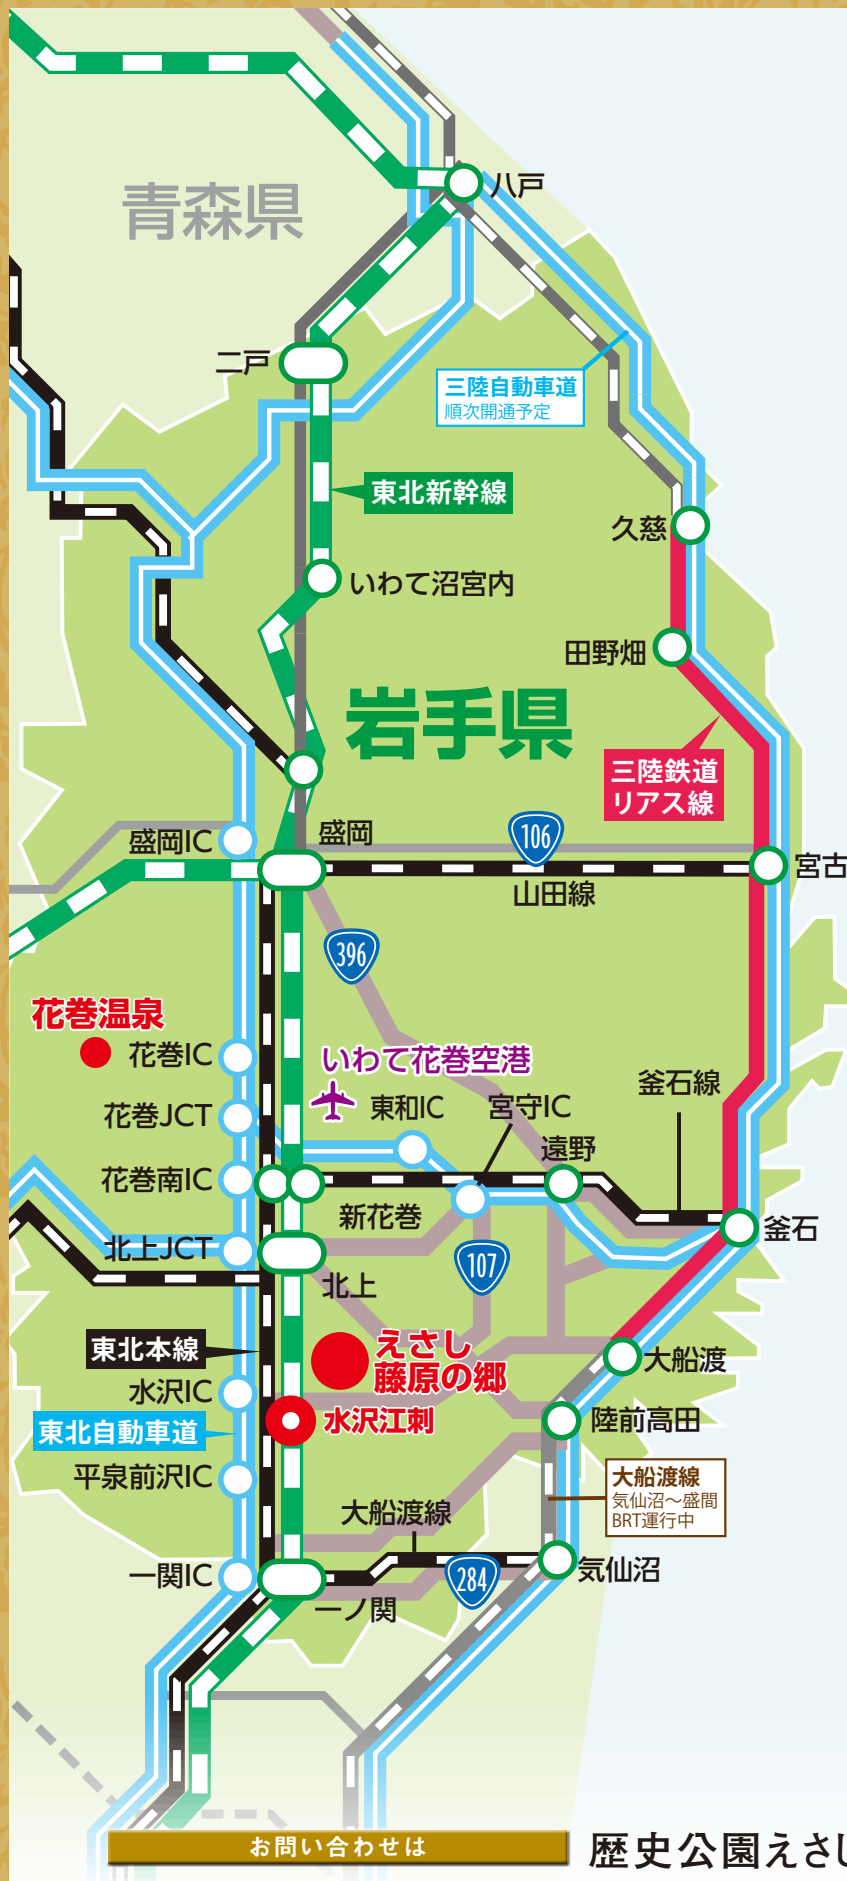 八戸
青森県
二戸
三陸自動車道
順次開通予定
東北新幹線
久慈
いわて沼宮内
田野畑
岩手県
三陸鉄道
リアス線
盛岡
106
盛岡IC
宮古
山田線
396
花巻温泉
花巻IC
いわて花巻空港
釜石線
花巻JCT
東和IC
宮守IC
遠野
花巻南IC
新花巻
釜石
北上JCT
107
北上
東北本線
えさし
藤原の郷
大船渡
水沢IC
水沢江刺
陸前高田
東北自動車道
平泉前沢IC
大船渡線
気仙沼～盛間
BRT運行中
大船渡線
一関IC
284
気仙沼
一ノ関
お問い合わせは
歴史公園えさし